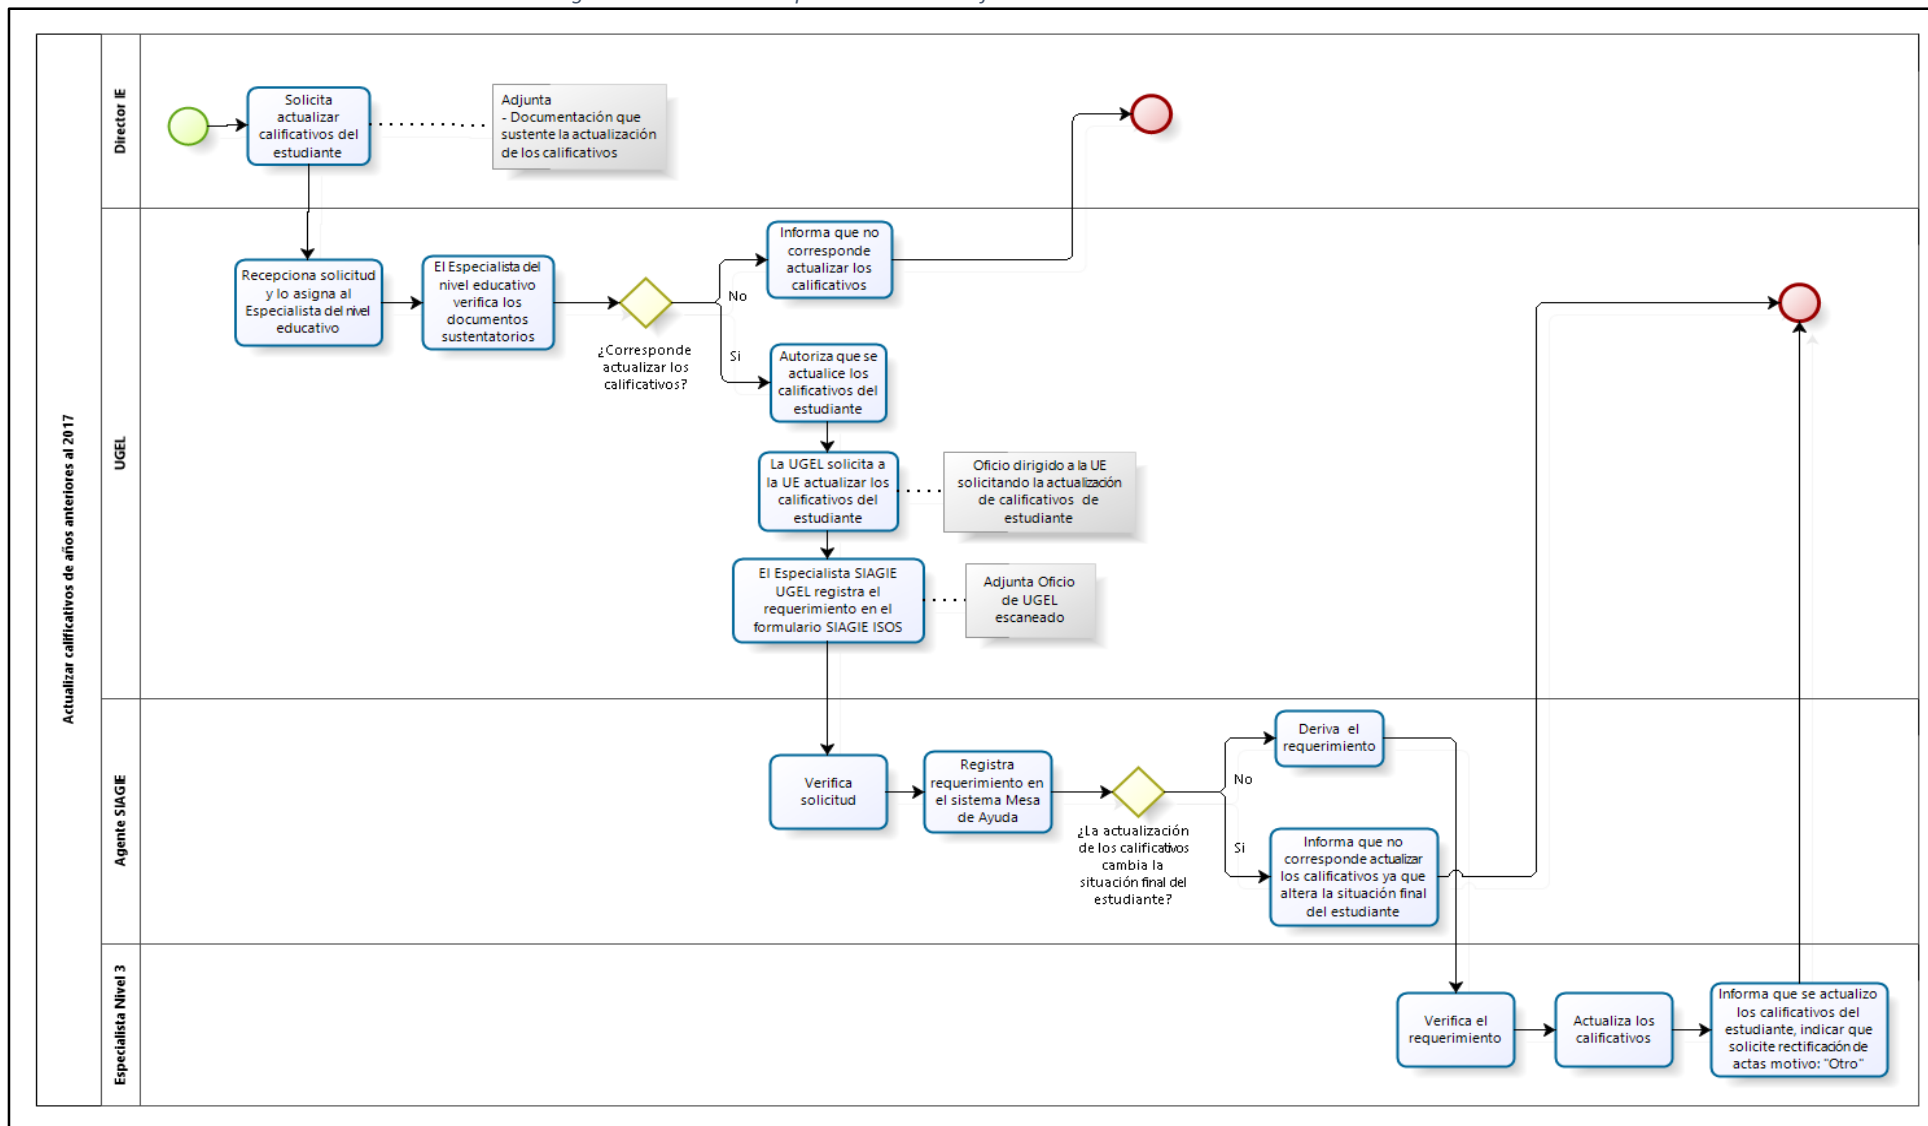 Actualizar calificativos de años anteriores al 2017
Director IE
Solicita
actualizar
calificativos del
estudiante
Adjunta
- Documentación que
sustente la actualización
de los calificativos
UGEL
Recepciona solicitud
y lo asigna al
Especialista del nivel
educativo
El Especialista del
nivel educativo
verifica los
documentos
sustentatorios
¿Corresponde
actualizar los
calificativos?
No
Informa que no
corresponde
actualizar los
calificativos
Si
Autoriza que se
actualice los
calificativos del
estudiante
La UGEL solicita a
la UE actualizar los
calificativos del
estudiante
Oficio dirigido a la UE
solicitando la actualización
de calificativos de
estudiante
El Especialista SIAGIE
UGEL registra el
requerimiento en el
formulario SIAGIE ISOS
Adjunta Oficio
de UGEL
escaneado
Agente SIAGIE
Verifica
solicitud
Registra
requerimiento en
el sistema Mesa
de Ayuda
¿La actualización
de los calificativos
cambia la
situación final del
estudiante?
No
Deriva el
requerimiento
Si
Informa que no
corresponde actualizar
los calificativos ya que
altera la situación final
del estudiante
Especialista Nivel 3
Verifica el
requerimiento
Actualiza los
calificativos
Informa que se actualizo
los calificativos del
estudiante, indicar que
solicite rectificación de
actas motivo: "Otro"